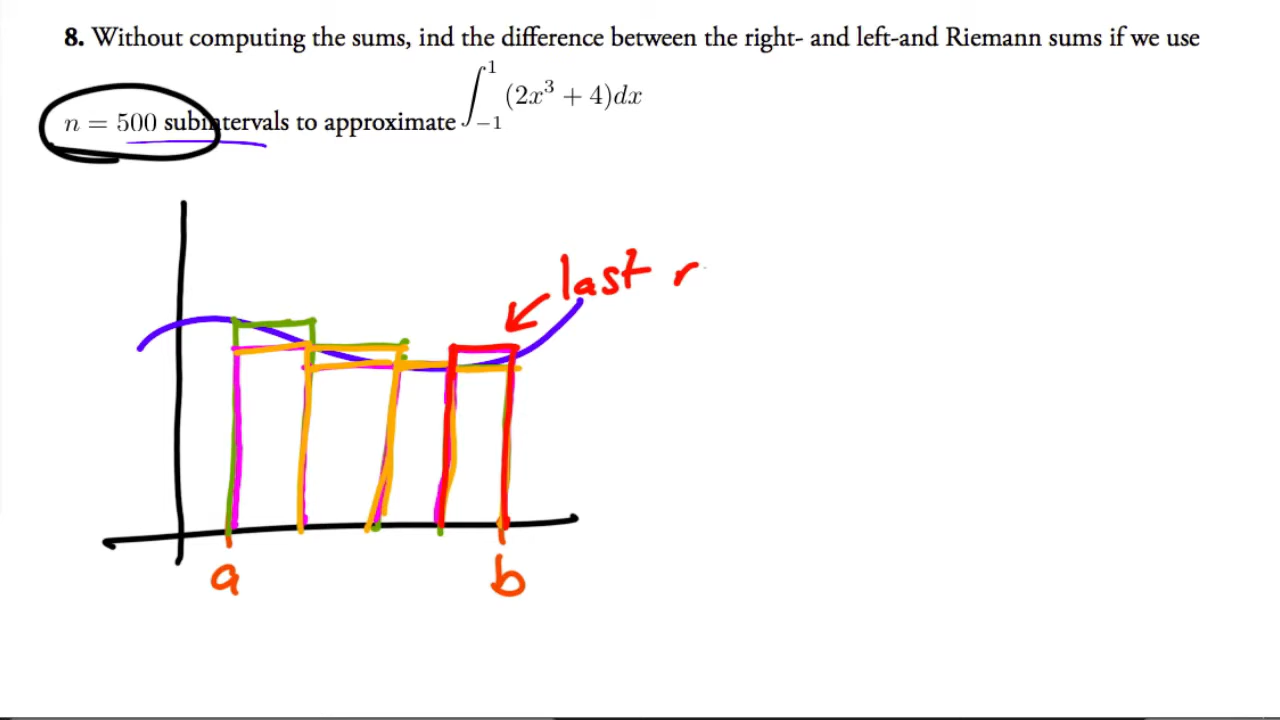 8. Without computing the sums, ind the difference between the right- and left-and Riemann sums if we use
n = 500 subintervals to approximate ∫_{-1}^{1} (2x³ + 4)dx
last r
a
b